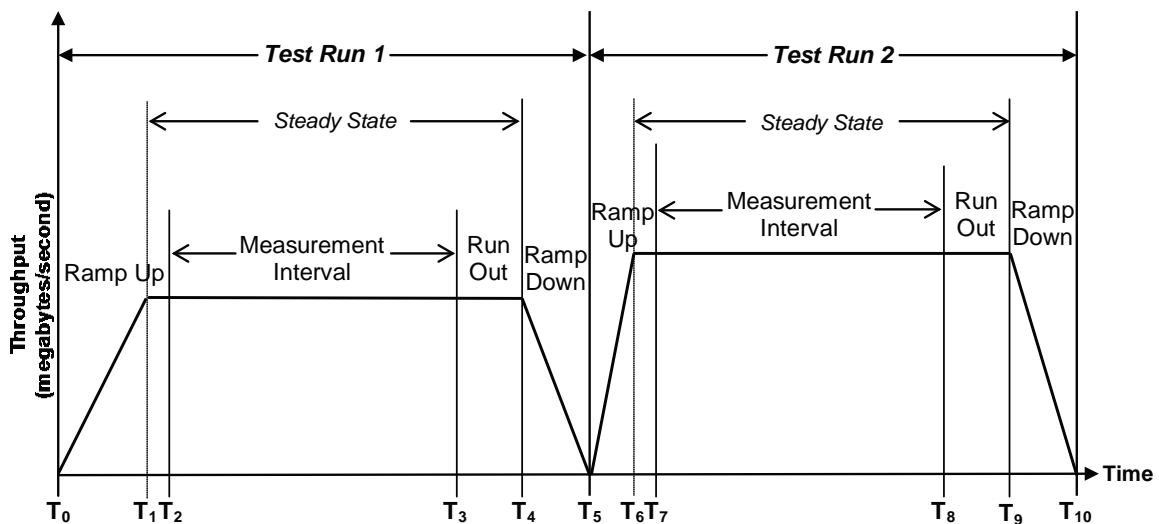 Test Run 1
Test Run 2
Steady State
Steady State
Throughput
(megabytes/second)
Ramp Up
Measurement
Interval
Run
Out
Ramp
Down
Ramp
Up
Measurement
Interval
Run
Out
Ramp
Down
Time
T₀
T₁
T₂
T₃
T₄
T₅
T₆
T₇
T₈
T₉
T₁₀